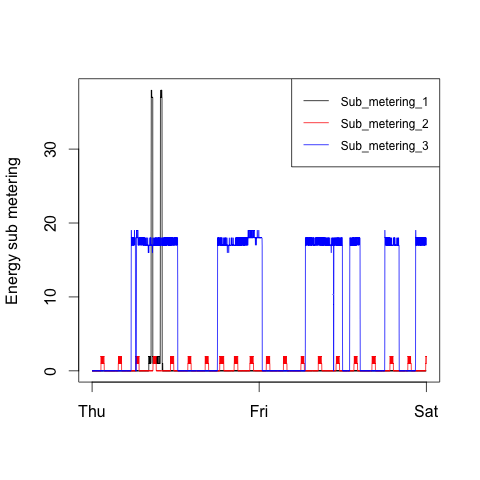 Energy sub metering
30
20
10
0
Thu
Fri
Sat
Sub_metering_1
Sub_metering_2
Sub_metering_3